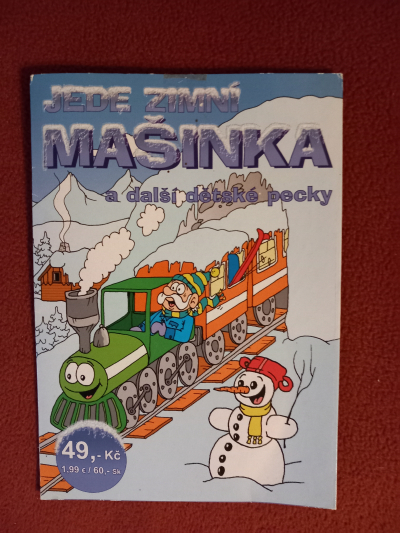 JEDE ZIMNÍ
MAŠINKA
a další dětské pecky
49,- Kč
1.99 € / 60,- Sk